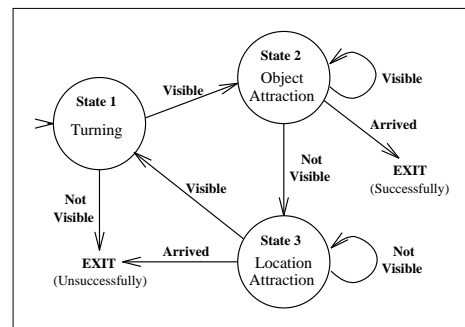 State 1
Turning
Visible
State 2
Object
Attraction
Visible
Arrived
EXIT
(Successfully)
Not
Visible
Visible
Not
Visible
EXIT
(Unsuccessfully)
Arrived
State 3
Location
Attraction
Not
Visible